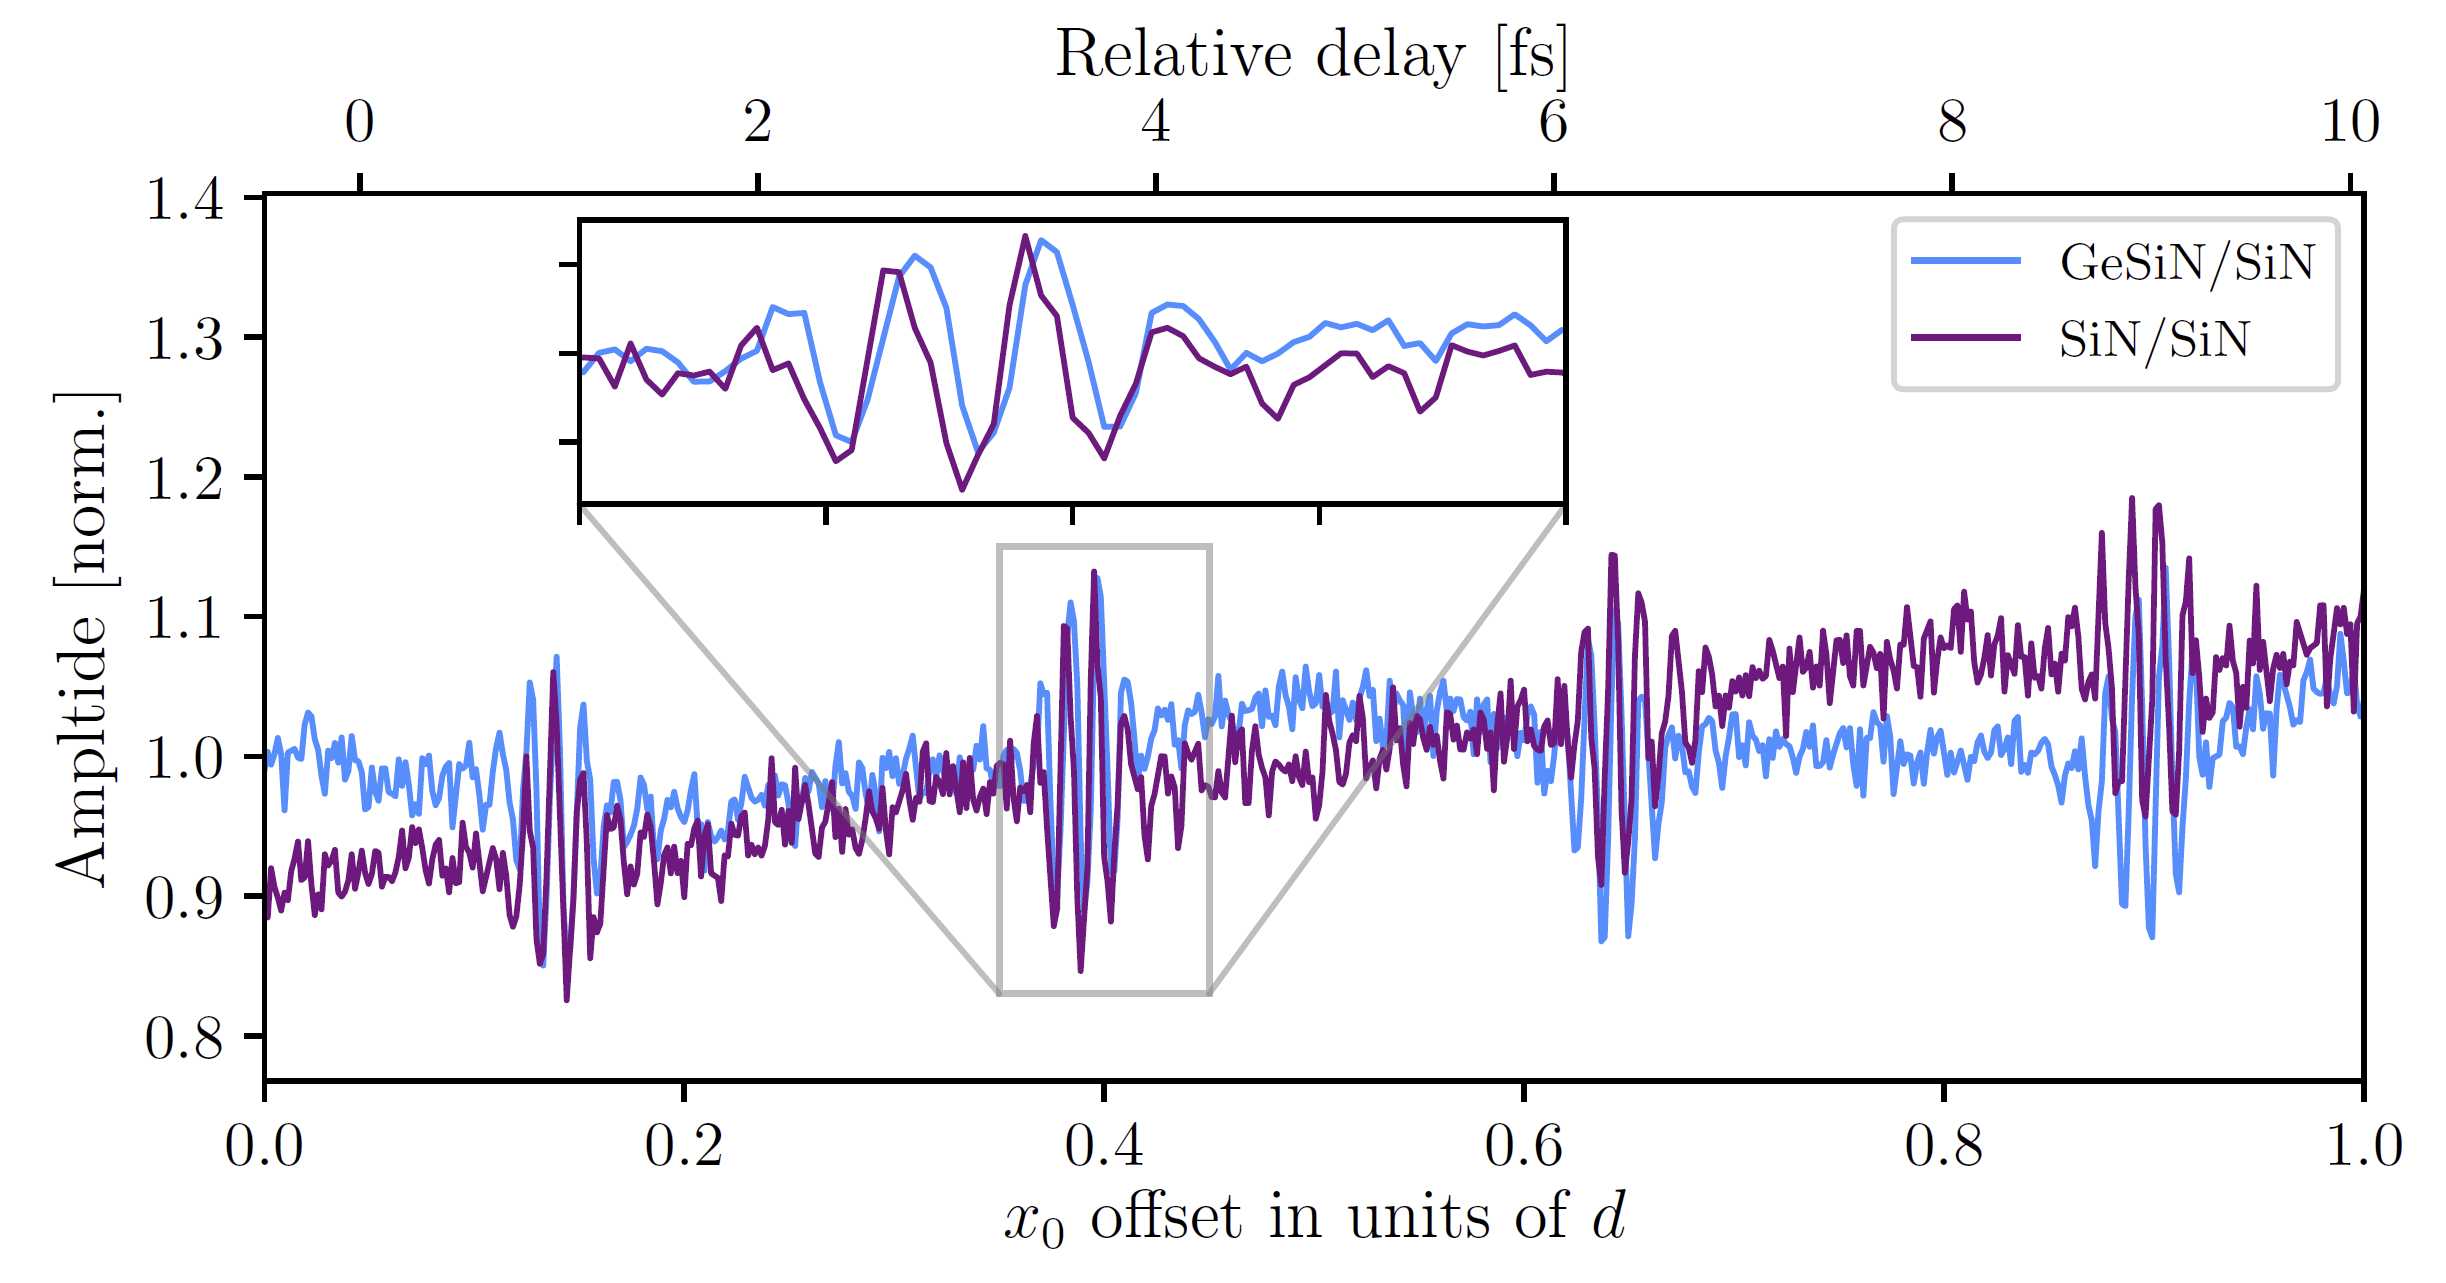 Relative delay [fs]
0 2 4 6 8 10
1.4
1.3
1.2
1.1
1.0
0.9
0.8
Ampltide [norm.]
GeSiN/SiN
SiN/SiN
0.0 0.2 0.4 0.6 0.8 1.0
x₀ offset in units of d